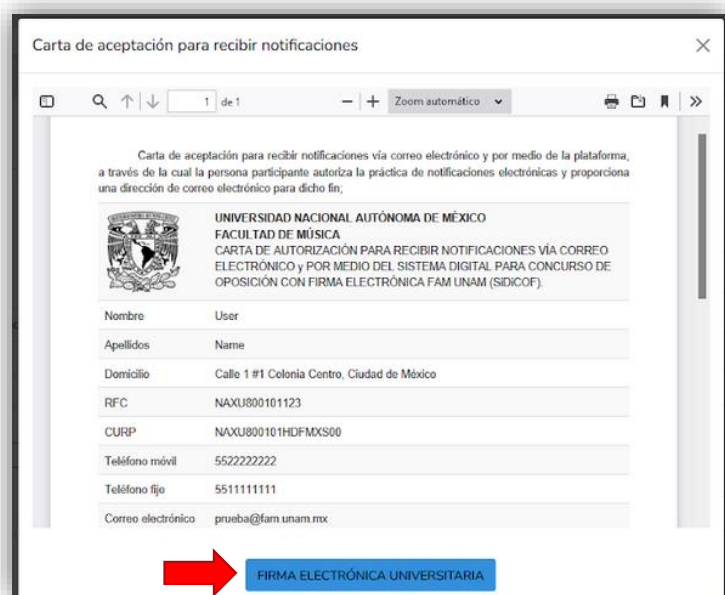 Carta de aceptación para recibir notificaciones
1 de 1 Zoom automático
Carta de aceptación para recibir notificaciones vía correo electrónico y por medio de la plataforma,
a través de la cual la persona participante autoriza la práctica de notificaciones electrónicas y proporciona
una dirección de correo electrónico para dicho fin;
UNIVERSIDAD NACIONAL AUTÓNOMA DE MÉXICO
FACULTAD DE MÚSICA
CARTA DE AUTORIZACIÓN PARA RECIBIR NOTIFICACIONES VÍA CORREO
ELECTRÓNICO y POR MEDIO DEL SISTEMA DIGITAL PARA CONCURSO DE
OPOSICIÓN CON FIRMA ELECTRÓNICA FAM UNAM (SiDiCOF).
Nombre User
Apellidos Name
Domicilio Calle 1 #1 Colonia Centro, Ciudad de México
RFC NAXU800101123
CURP NAXU800101HDFMXS00
Teléfono móvil 5522222222
Teléfono fijo 5511111111
Correo electrónico prueba@fam.unam.mx
FIRMA ELECTRÓNICA UNIVERSITARIA